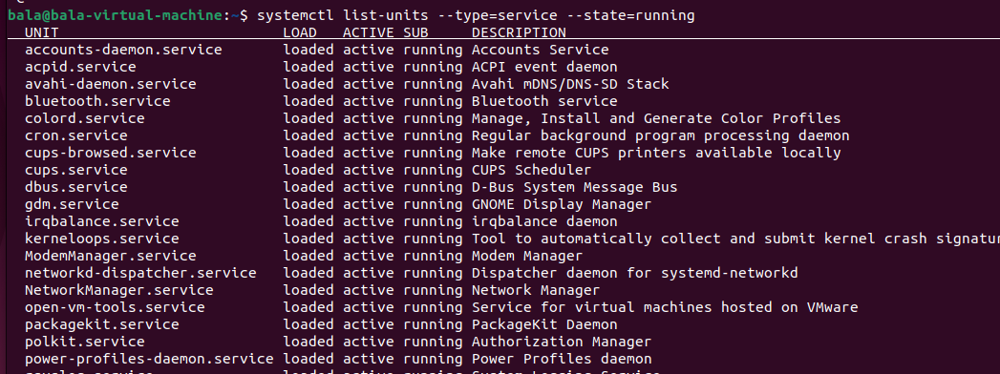 bala@bala-virtual-machine:~$ systemctl list-units --type=service --state=running
UNIT LOAD ACTIVE SUB DESCRIPTION
accounts-daemon.service loaded active running Accounts Service
acpid.service loaded active running ACPI event daemon
avahi-daemon.service loaded active running Avahi mDNS/DNS-SD Stack
bluetooth.service loaded active running Bluetooth service
colord.service loaded active running Manage, Install and Generate Color Profiles
cron.service loaded active running Regular background program processing daemon
cups-browsed.service loaded active running Make remote CUPS printers available locally
cups.service loaded active running CUPS Scheduler
dbus.service loaded active running D-Bus System Message Bus
gdm.service loaded active running GNOME Display Manager
irqbalance.service loaded active running irqbalance daemon
kerneloops.service loaded active running Tool to automatically collect and submit kernel crash signatur
ModemManager.service loaded active running Modem Manager
networkd-dispatcher.service loaded active running Dispatcher daemon for systemd-networkd
NetworkManager.service loaded active running Network Manager
open-vm-tools.service loaded active running Service for virtual machines hosted on VMware
packagekit.service loaded active running PackageKit Daemon
polkit.service loaded active running Authorization Manager
power-profiles-daemon.service loaded active running Power Profiles daemon